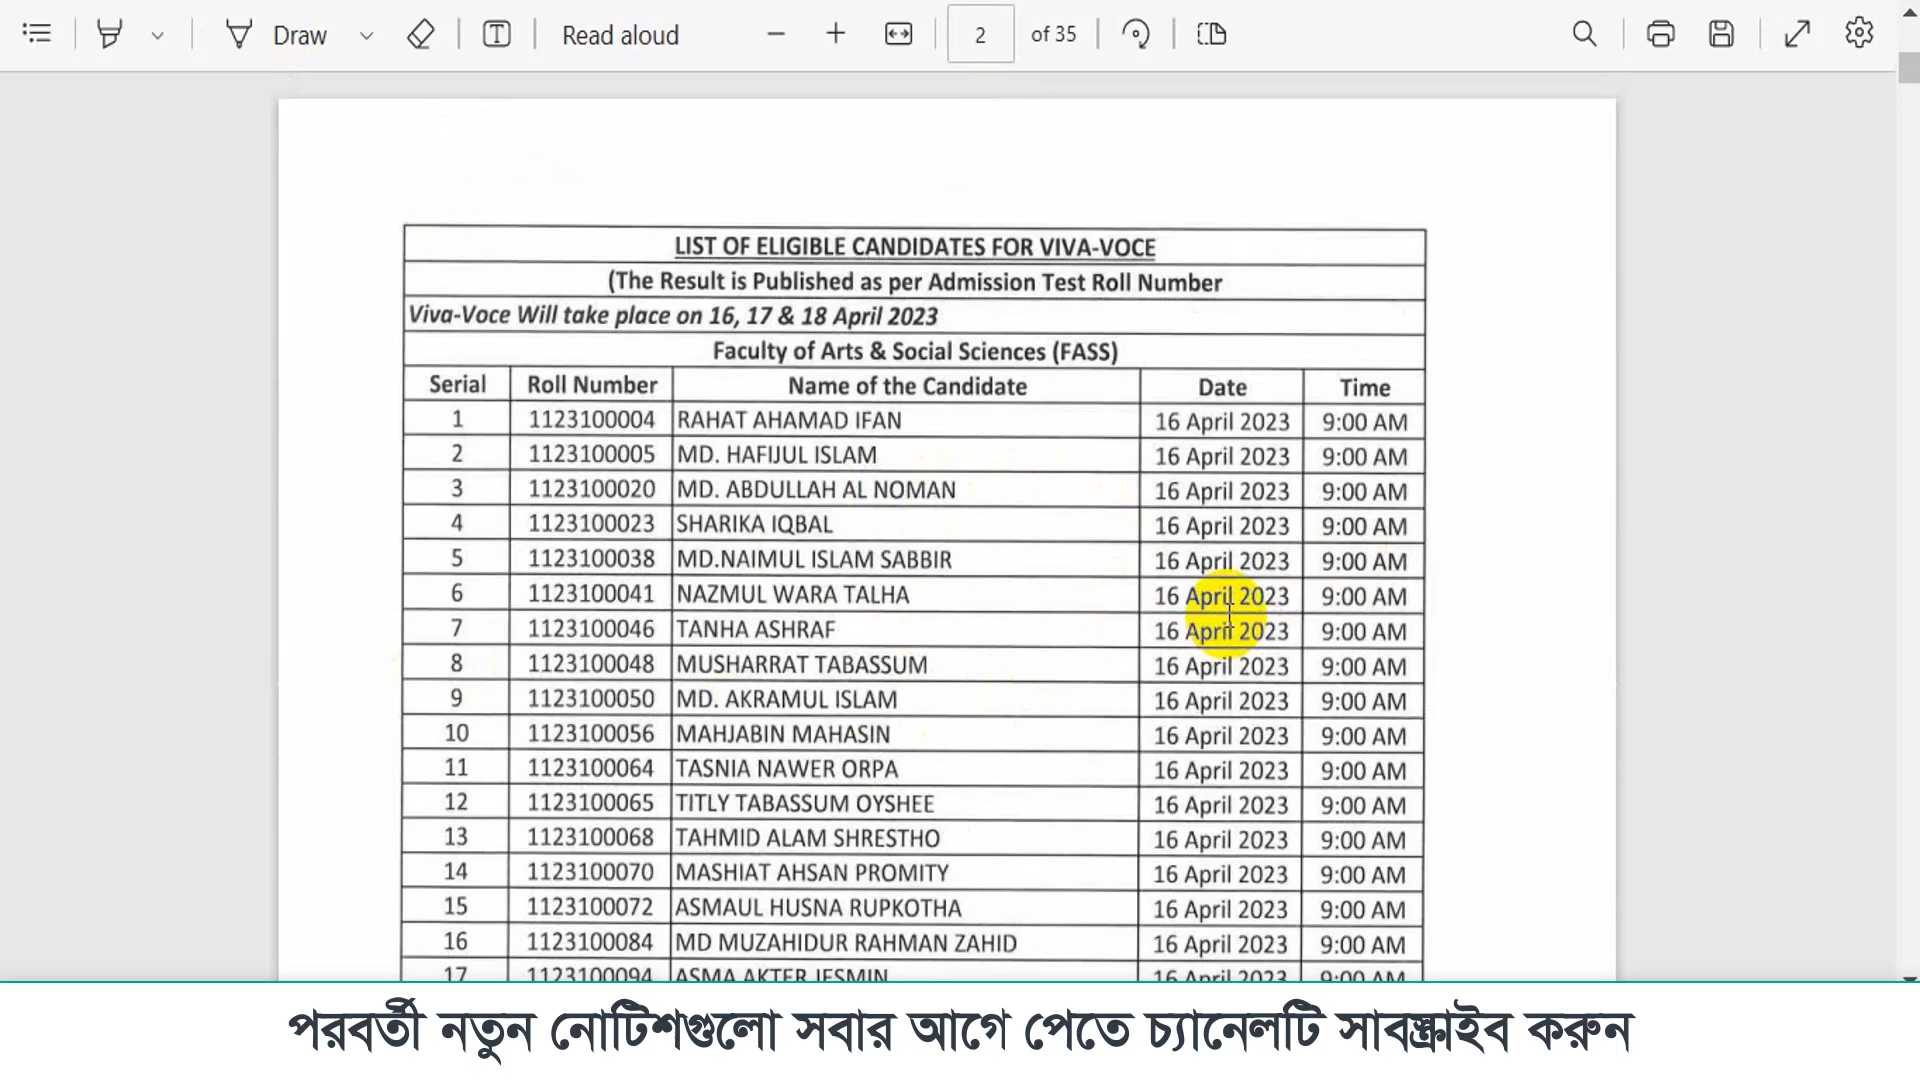 Draw Read aloud 2 of 35
LIST OF ELIGIBLE CANDIDATES FOR VIVA-VOCE
(The Result is Published as per Admission Test Roll Number
Viva-Voce Will take place on 16, 17 & 18 April 2023
Faculty of Arts & Social Sciences (FASS)
Serial Roll Number Name of the Candidate Date Time
1 1123100004 RAHAT AHAMAD IFAN 16 April 2023 9:00 AM
2 1123100005 MD. HAFIJUL ISLAM 16 April 2023 9:00 AM
3 1123100020 MD. ABDULLAH AL NOMAN 16 April 2023 9:00 AM
4 1123100023 SHARIKA IQBAL 16 April 2023 9:00 AM
5 1123100038 MD.NAIMUL ISLAM SABBIR 16 April 2023 9:00 AM
6 1123100041 NAZMUL WARA TALHA 16 April 2023 9:00 AM
7 1123100046 TANHA ASHRAF 16 April 2023 9:00 AM
8 1123100048 MUSHARRAT TABASSUM 16 April 2023 9:00 AM
9 1123100050 MD. AKRAMUL ISLAM 16 April 2023 9:00 AM
10 1123100056 MAHJABIN MAHASIN 16 April 2023 9:00 AM
11 1123100064 TASNIA NAWER ORPA 16 April 2023 9:00 AM
12 1123100065 TITLY TABASSUM OYSHEE 16 April 2023 9:00 AM
13 1123100068 TAHMID ALAM SHRESTHO 16 April 2023 9:00 AM
14 1123100070 MASHIAT AHSAN PROMITY 16 April 2023 9:00 AM
15 1123100072 ASMAUL HUSNA RUPKOTHA 16 April 2023 9:00 AM
16 1123100084 MD MUZAHIDUR RAHMAN ZAHID 16 April 2023 9:00 AM
17 1123100094 ASMA AKTER JESMIN 16 April 2023 9:00 AM
পরবর্তী নতুন নোটিশগুলো সবার আগে পেতে চ্যানেলটি সাবস্ক্রাইব করুন